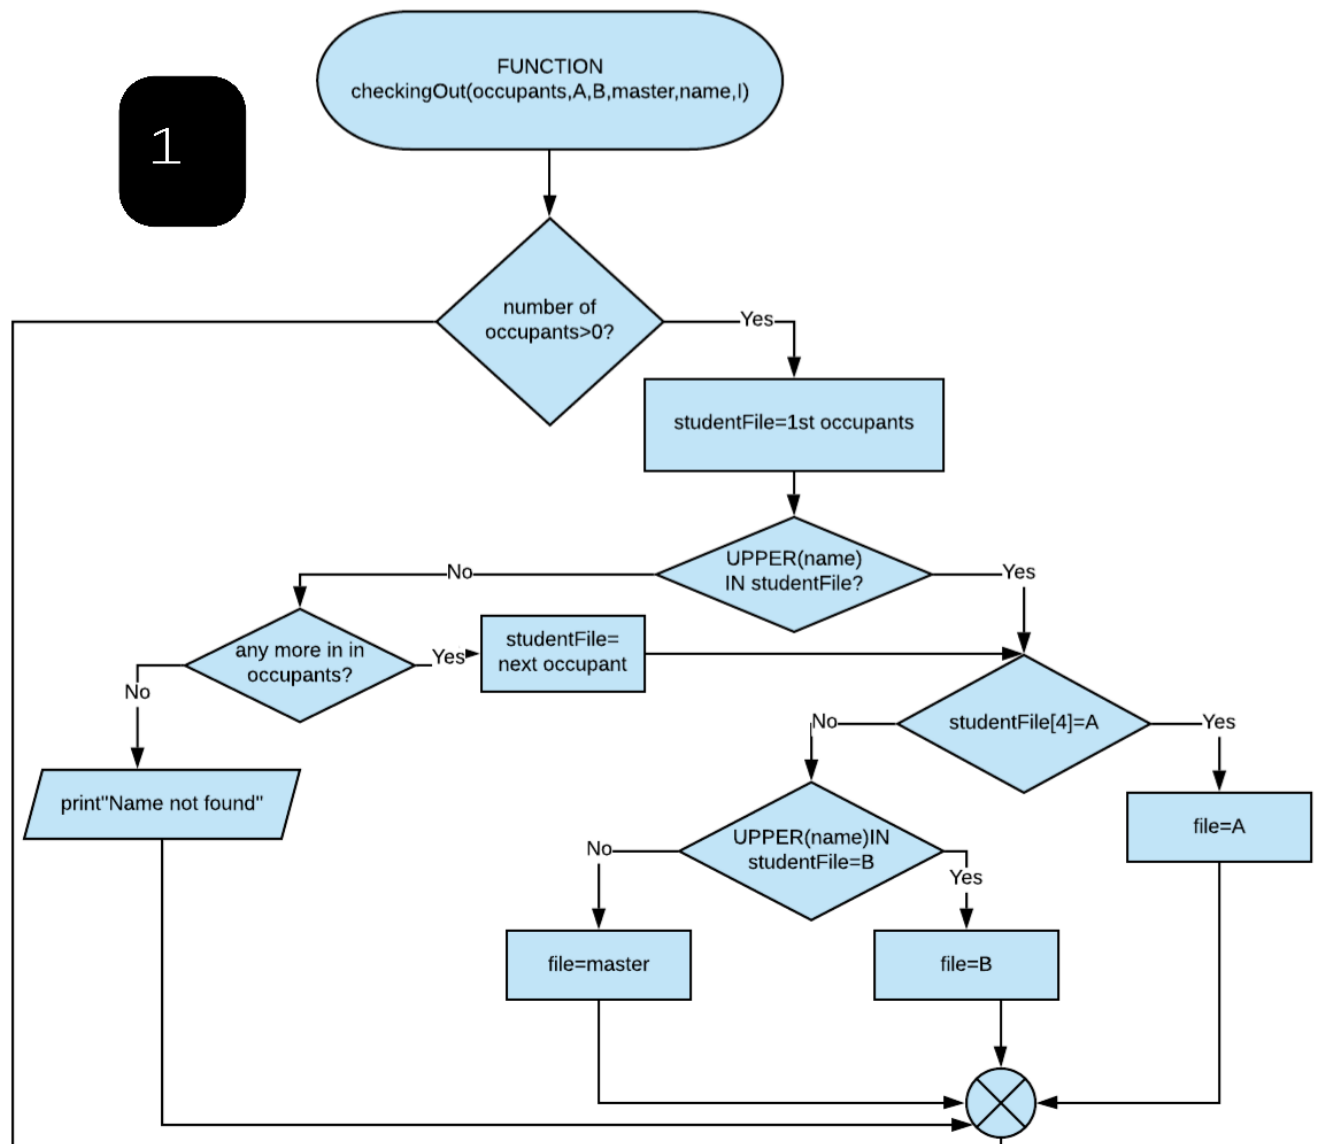 FUNCTION
checkingOut(occupants,A,B,master,name,I)
1
number of
occupants>0?
Yes
studentFile=1st occupants
UPPER(name)
IN studentFile?
No
Yes
any more in in
occupants?
Yes
studentFile=
next occupant
No
studentFile[4]=A
No
Yes
print"Name not found"
UPPER(name)IN
studentFile=B
file=A
No
Yes
file=master
file=B